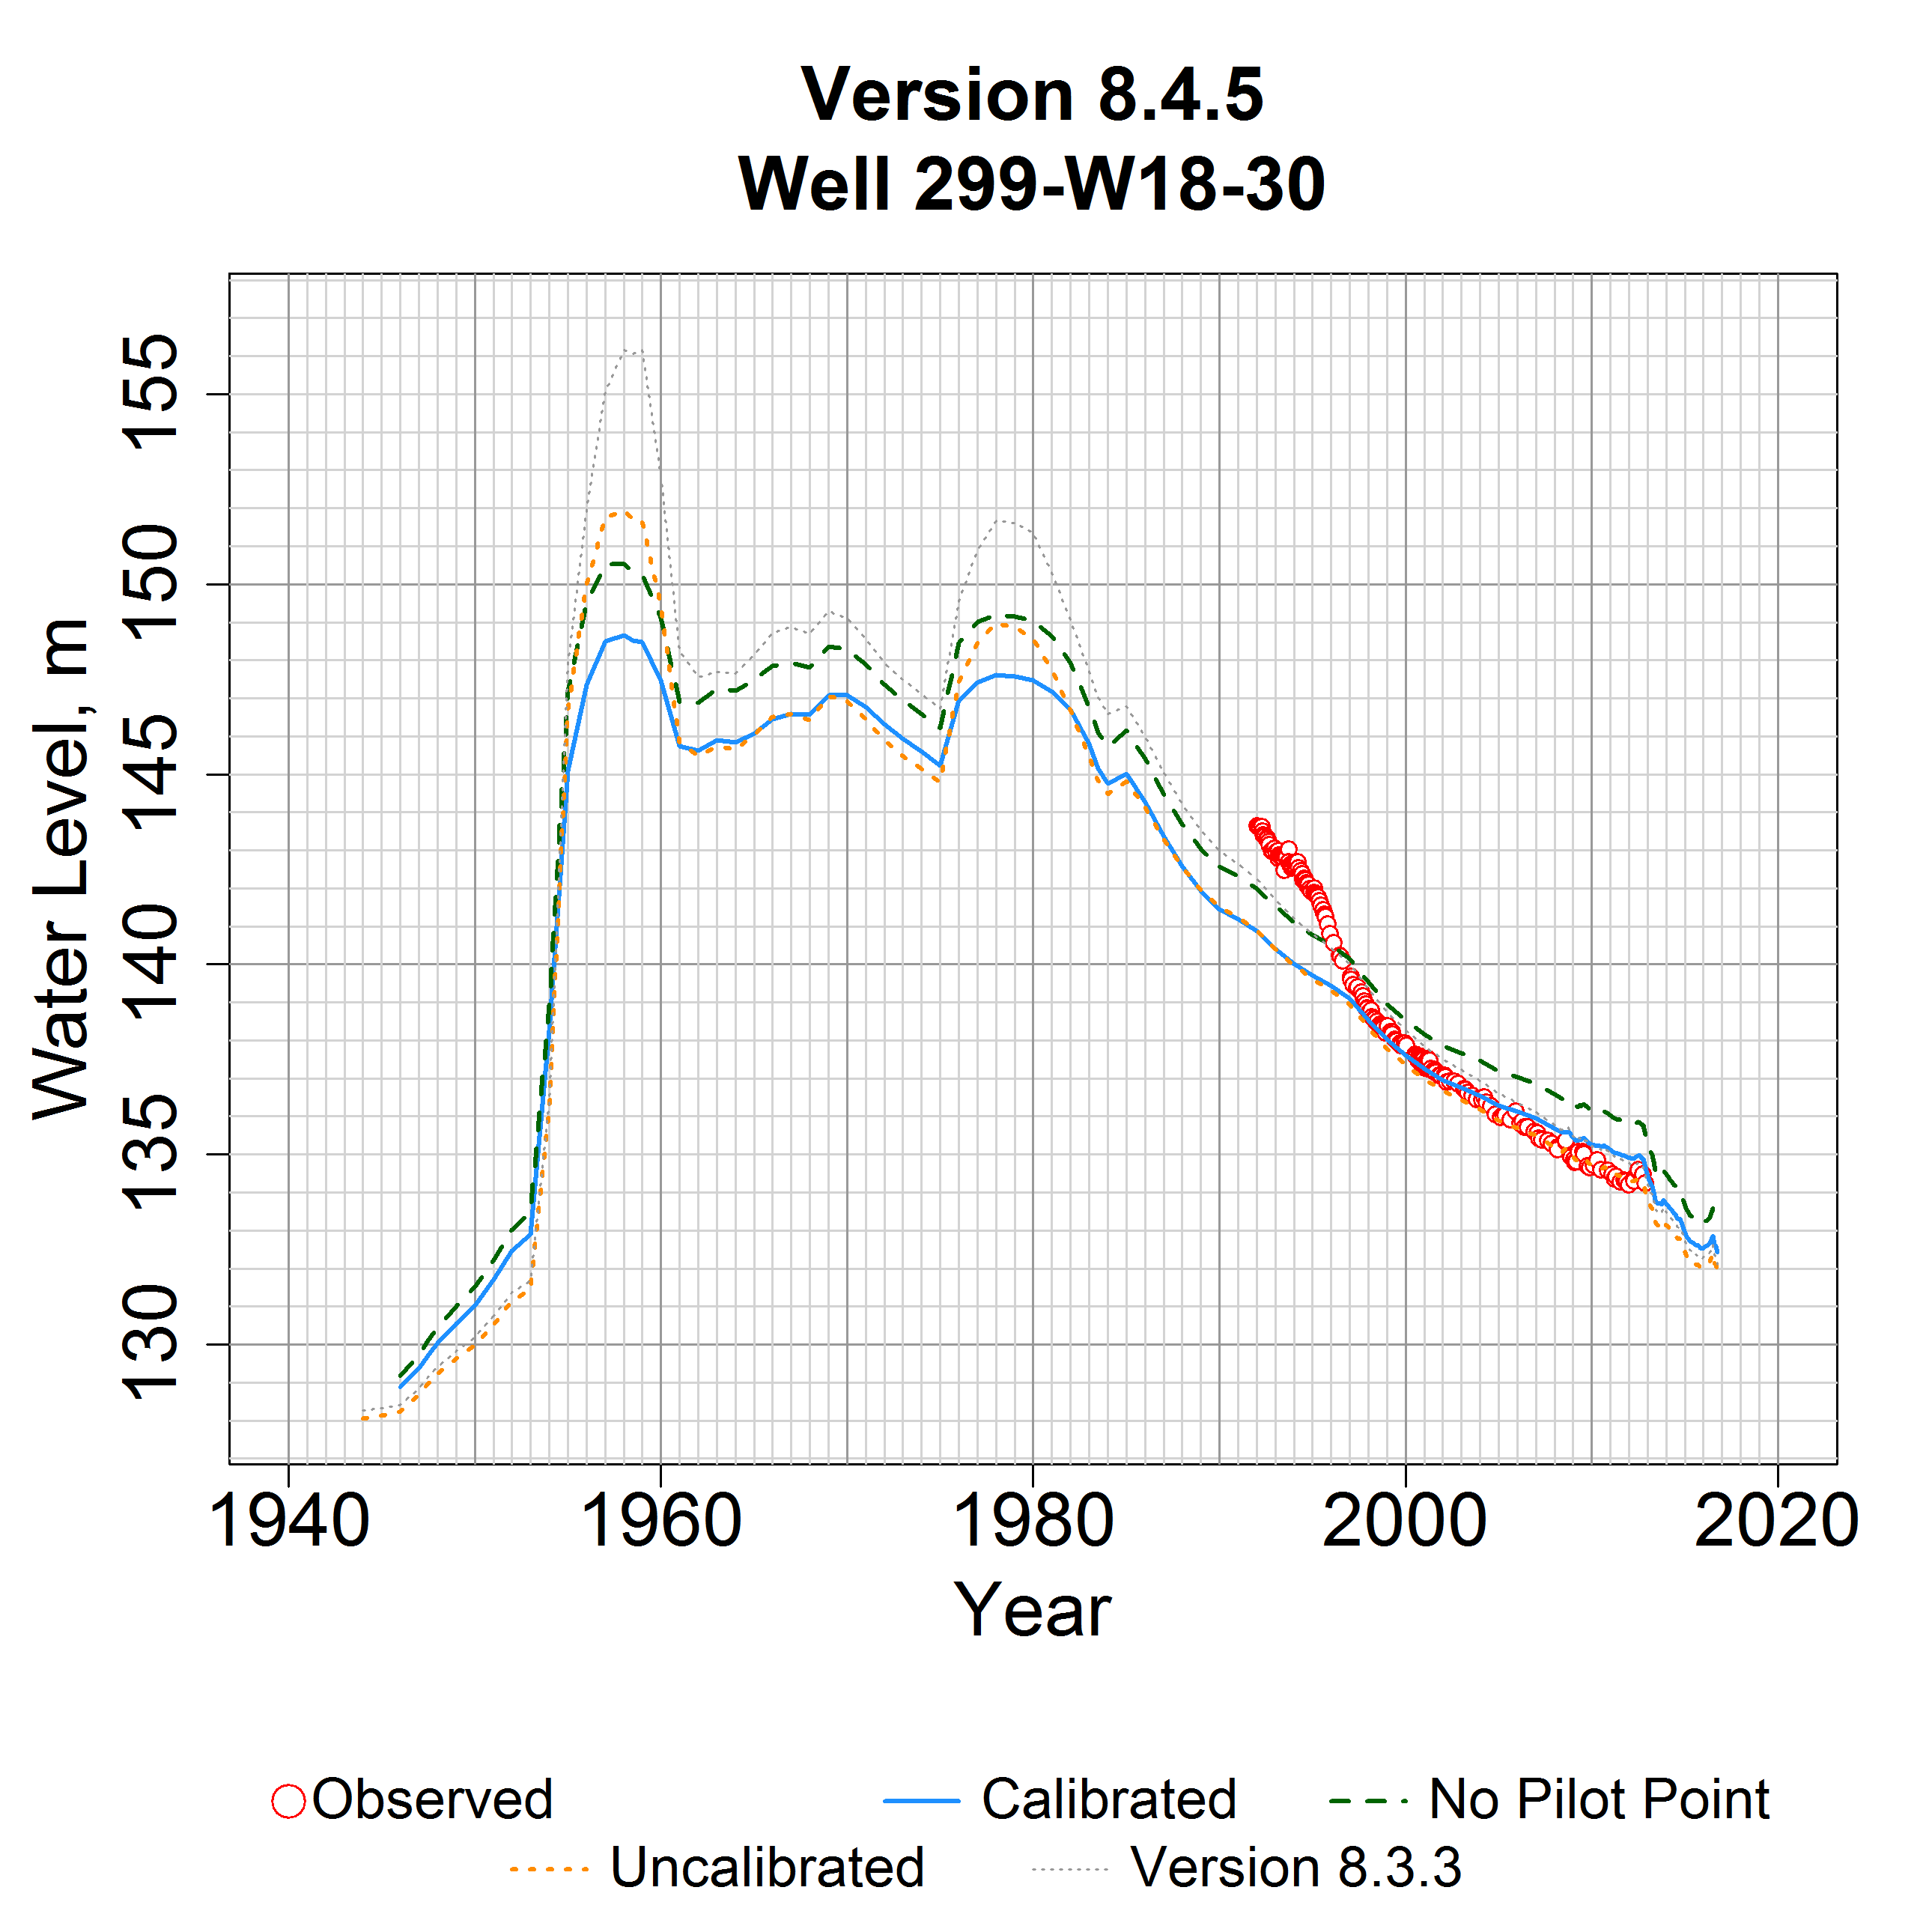 Version 8.4.5
Well 299-W18-30
Water Level, m
155
150
145
140
135
130
1940 1960 1980 2000 2020
Year
Observed Calibrated No Pilot Point
Uncalibrated Version 8.3.3